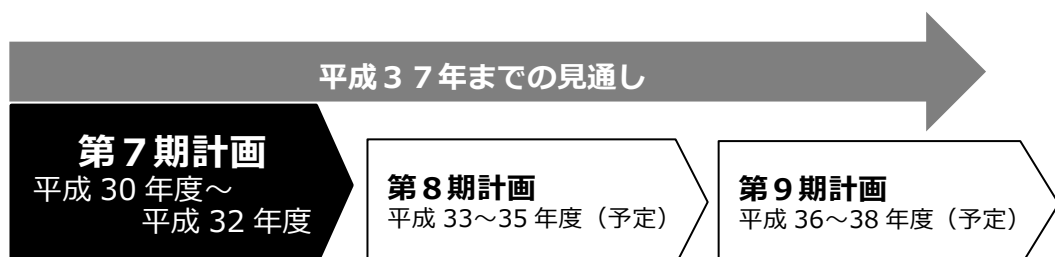 平成３７年までの見通し
第７期計画
平成 30 年度～
平成 32 年度
第８期計画
平成 33～35 年度（予定）
第９期計画
平成 36～38 年度（予定）